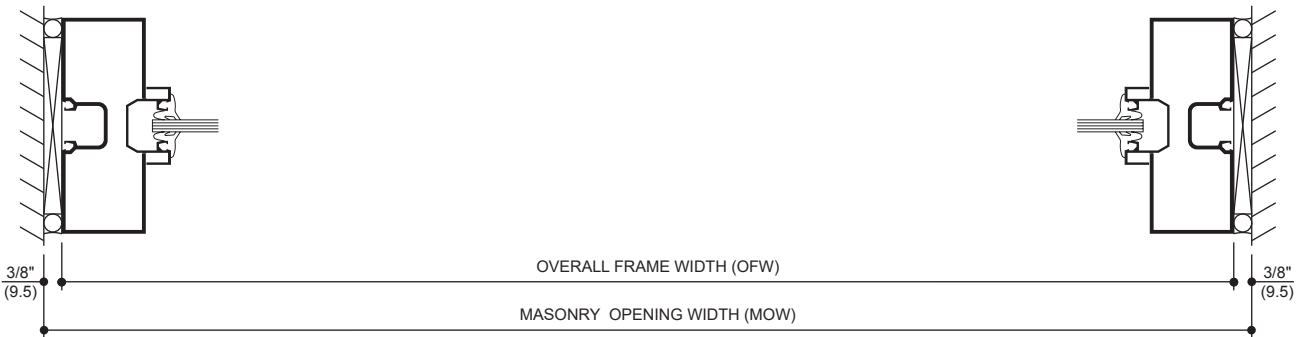 3/8"
(9.5)
OVERALL FRAME WIDTH (OFW)
3/8"
(9.5)
MASONRY OPENING WIDTH (MOW)